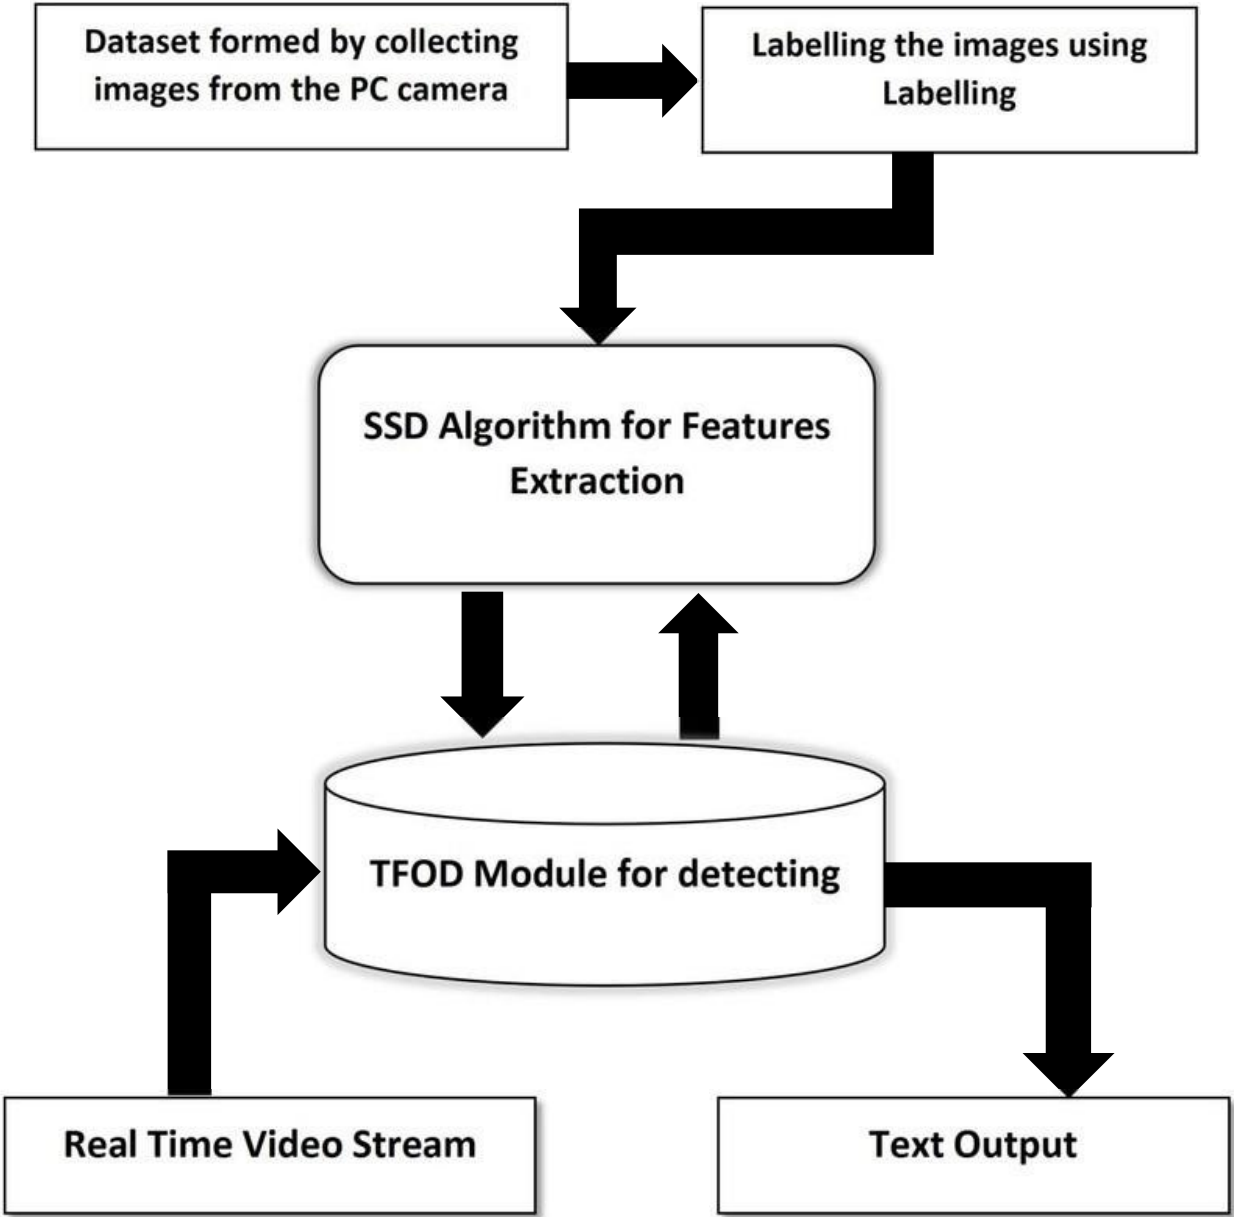 Dataset formed by collecting
images from the PC camera
Labelling the images using
Labelling
SSD Algorithm for Features
Extraction
TFOD Module for detecting
Real Time Video Stream
Text Output